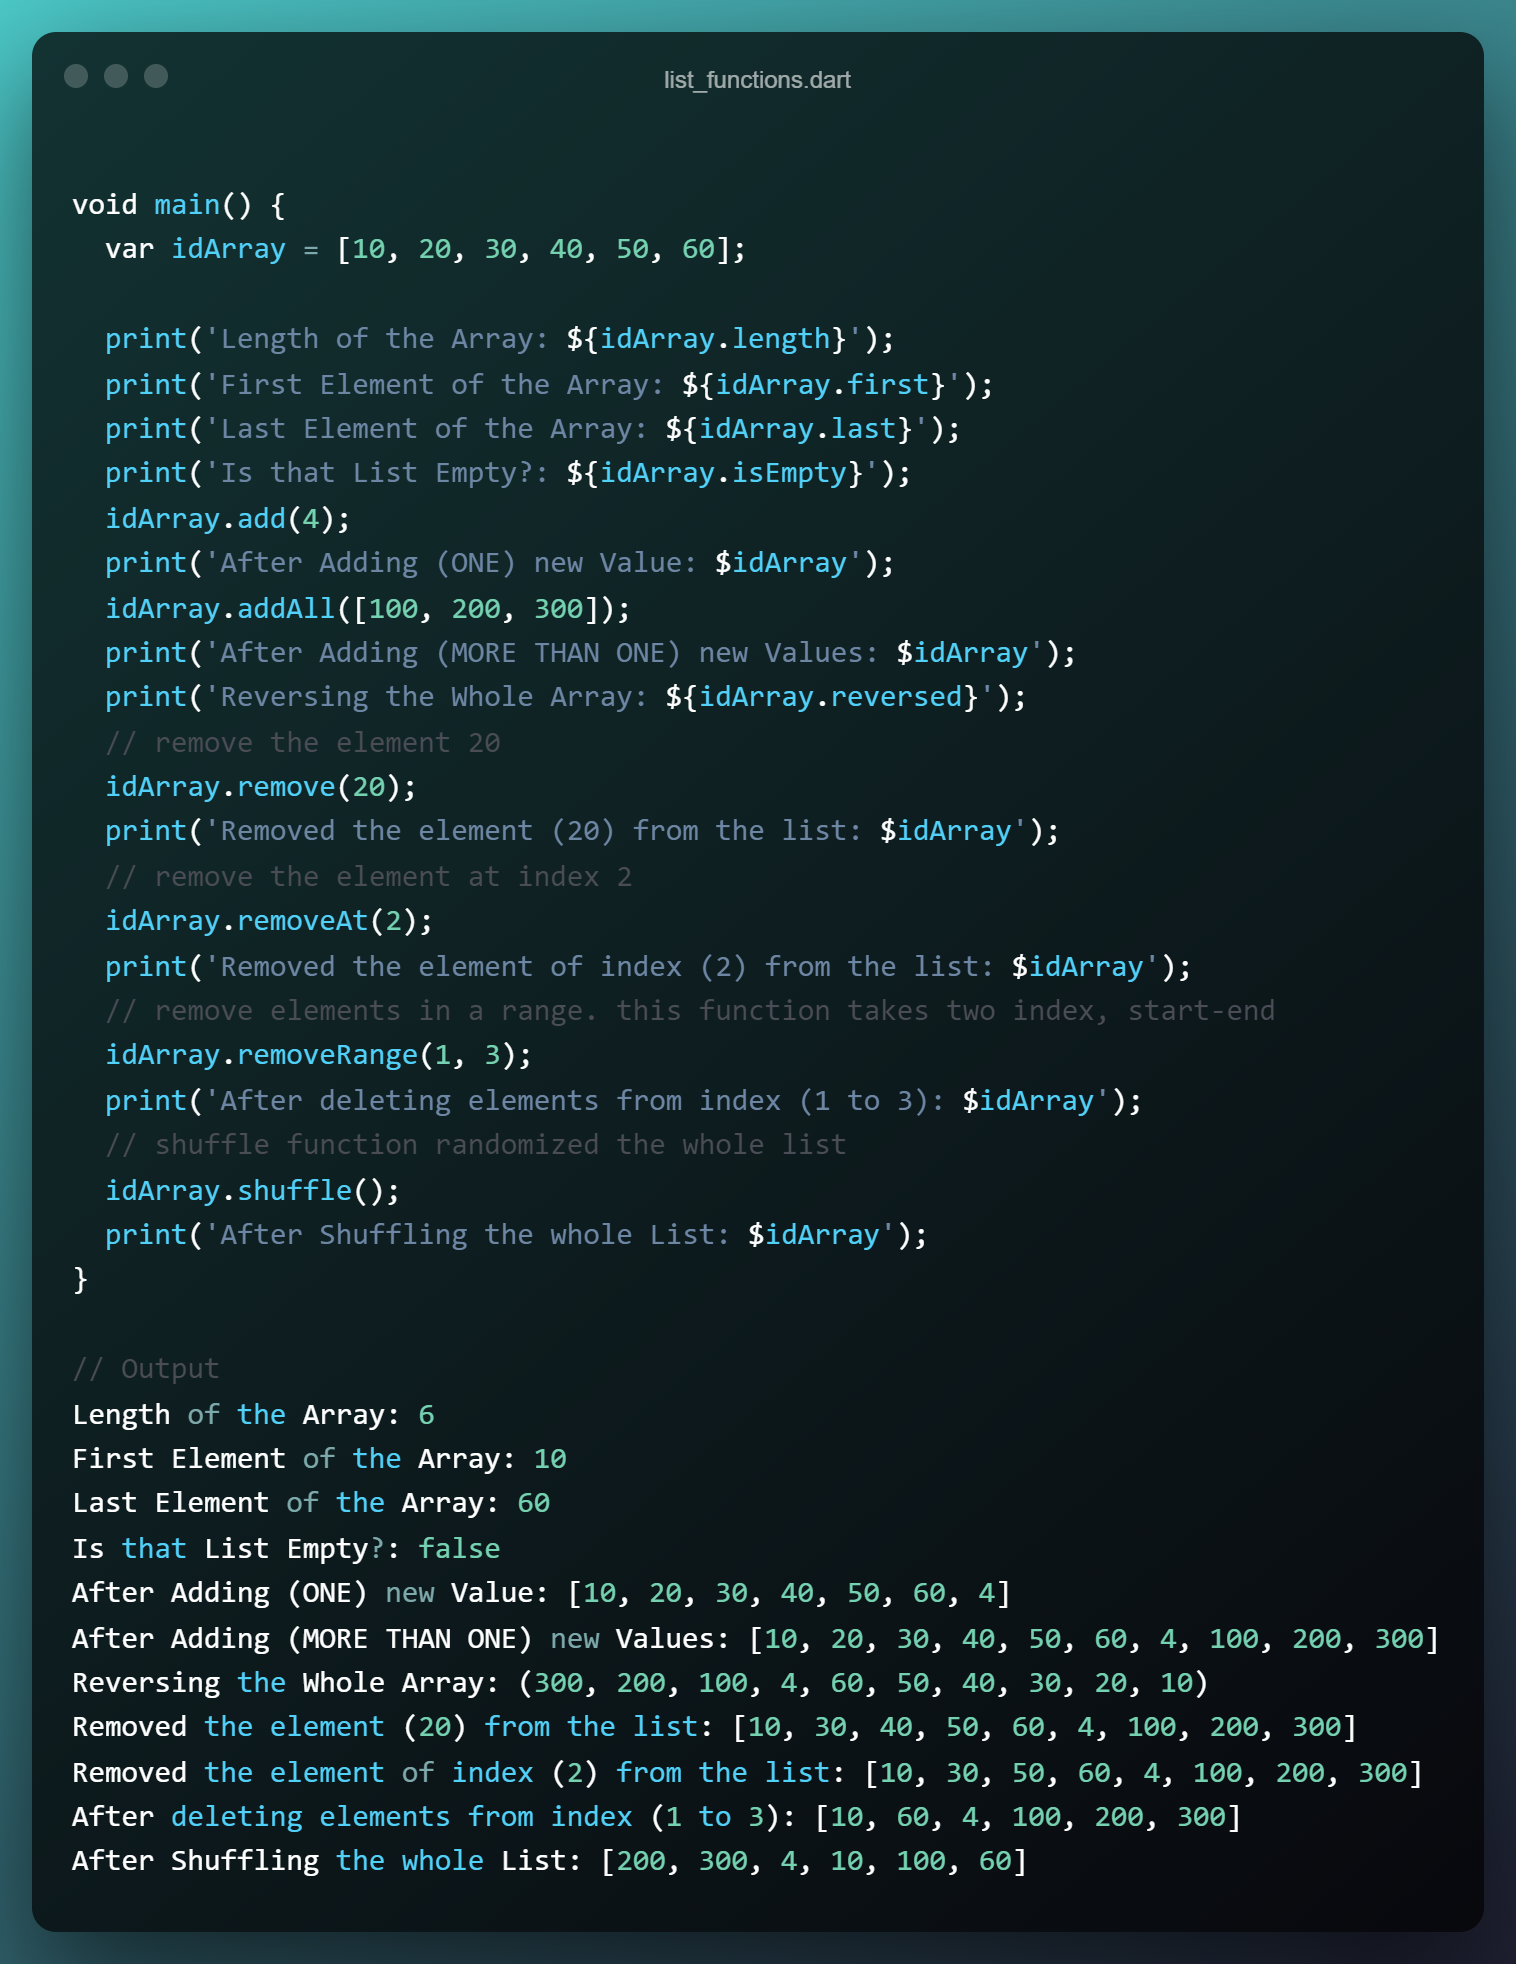 list_functions.dart
void main() {
  var idArray = [10, 20, 30, 40, 50, 60];
  print('Length of the Array: ${idArray.length}');
  print('First Element of the Array: ${idArray.first}');
  print('Last Element of the Array: ${idArray.last}');
  print('Is that List Empty?: ${idArray.isEmpty}');
  idArray.add(4);
  print('After Adding (ONE) new Value: $idArray');
  idArray.addAll([100, 200, 300]);
  print('After Adding (MORE THAN ONE) new Values: $idArray');
  print('Reversing the Whole Array: ${idArray.reversed}');
  // remove the element 20
  idArray.remove(20);
  print('Removed the element (20) from the list: $idArray');
  // remove the element at index 2
  idArray.removeAt(2);
  print('Removed the element of index (2) from the list: $idArray');
  // remove elements in a range. this function takes two index, start-end
  idArray.removeRange(1, 3);
  print('After deleting elements from index (1 to 3): $idArray');
  // shuffle function randomized the whole list
  idArray.shuffle();
  print('After Shuffling the whole List: $idArray');
}
// Output
Length of the Array: 6
First Element of the Array: 10
Last Element of the Array: 60
Is that List Empty?: false
After Adding (ONE) new Value: [10, 20, 30, 40, 50, 60, 4]
After Adding (MORE THAN ONE) new Values: [10, 20, 30, 40, 50, 60, 4, 100, 200, 300]
Reversing the Whole Array: (300, 200, 100, 4, 60, 50, 40, 30, 20, 10)
Removed the element (20) from the list: [10, 30, 40, 50, 60, 4, 100, 200, 300]
Removed the element of index (2) from the list: [10, 30, 50, 60, 4, 100, 200, 300]
After deleting elements from index (1 to 3): [10, 60, 4, 100, 200, 300]
After Shuffling the whole List: [200, 300, 4, 10, 100, 60]